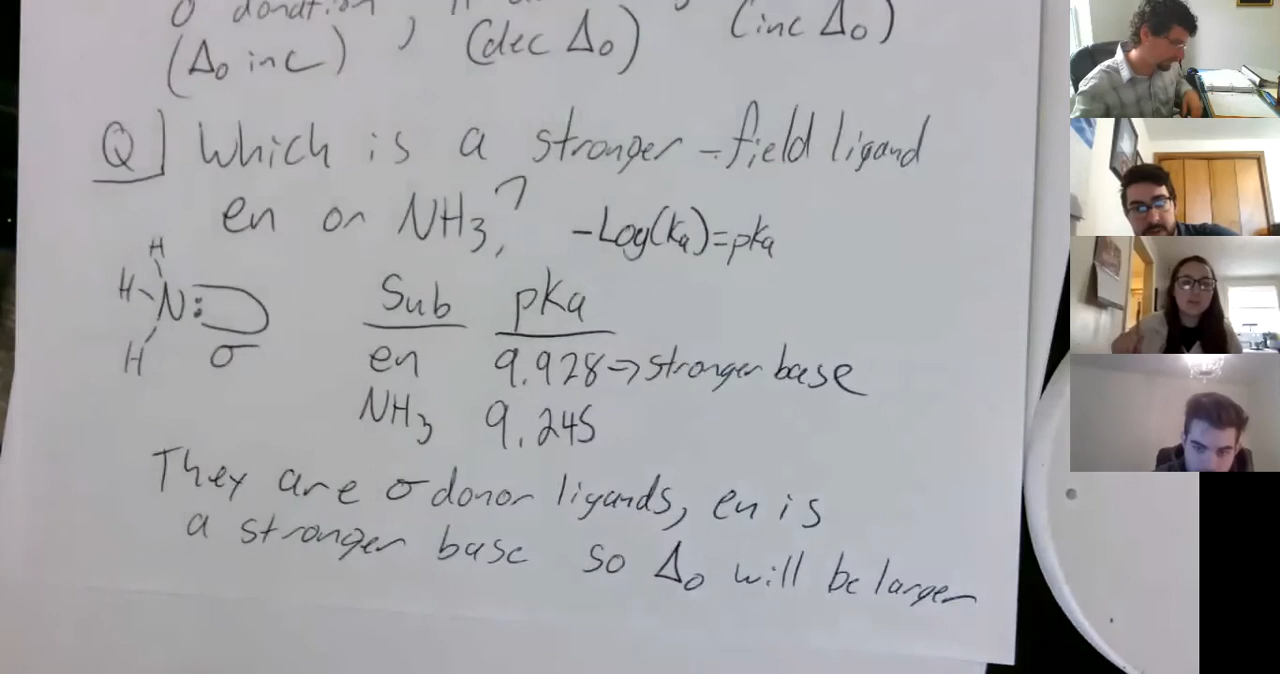 σ donation
(Δo inc) , (dec Δo) (inc Δo)
Q] Which is a stronger-field ligand
en or NH3?
-Log(ka)=pka
H
H N: σ
H
Sub pKa
en 9.928→stronger base
NH3 9.245
They are σ donor ligands, en is
a stronger base so Δo will be larger